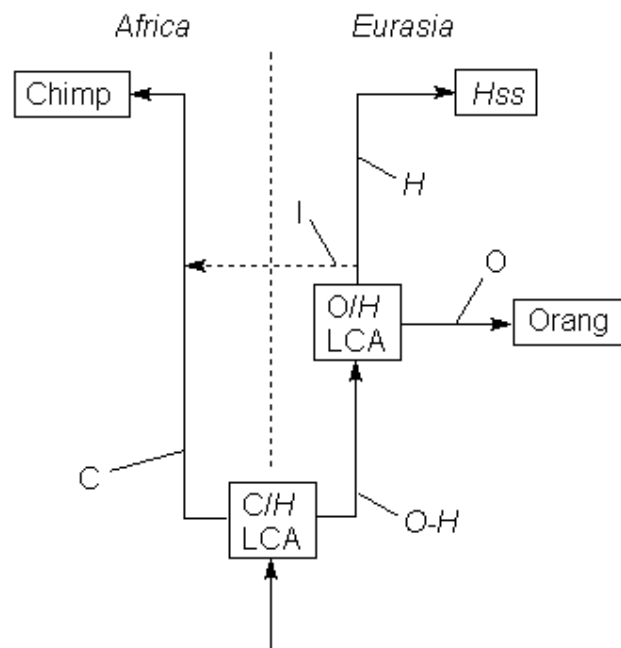 Africa
Eurasia
Chimp
Hss
H
I
O
O/H
LCA
Orang
C
C/H
LCA
O-H